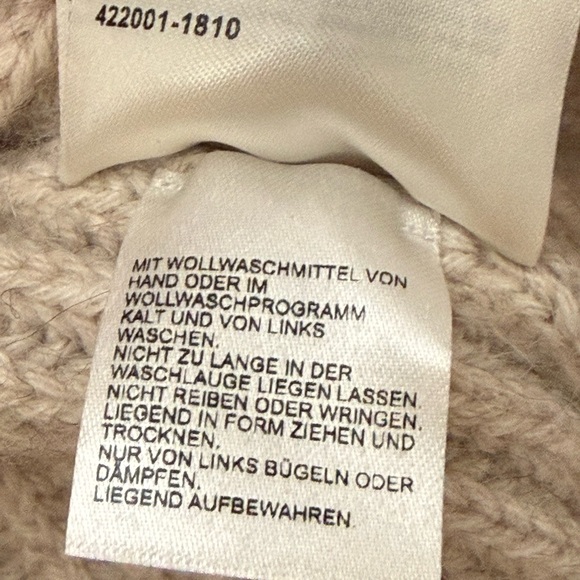 422001-1810
MIT WOLLWASCHMITTEL VON
HAND ODER IM
WOLLWASCHPROGRAMM
KALT UND VON LINKS
WASCHEN.
NICHT ZU LANGE IN DER
WASCHLAUGE LIEGEN LASSEN.
NICHT REIBEN ODER WRINGEN.
LIEGEND IN FORM ZIEHEN UND
TROCKNEN.
NUR VON LINKS BÜGELN ODER
DÄMPFEN.
LIEGEND AUFBEWAHREN.